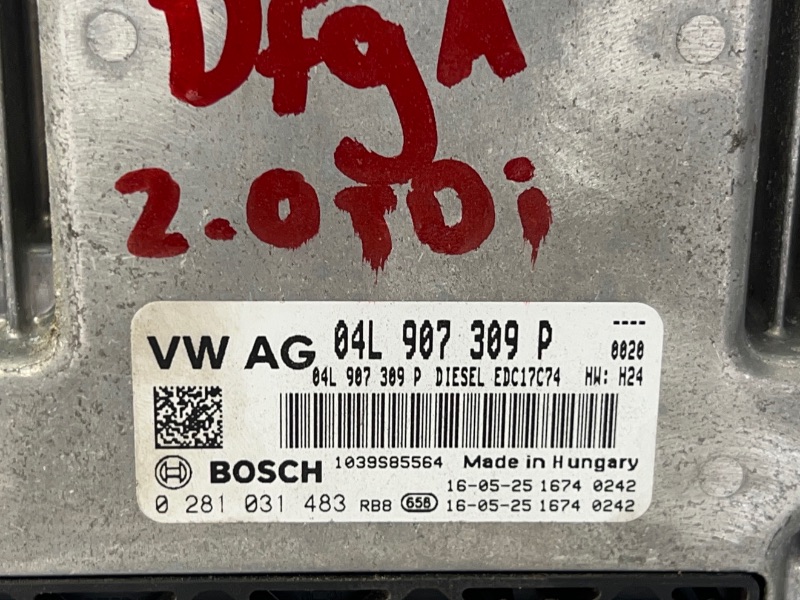 DfgA
2.0TDi
----
VW AG 04L 907 309 P 0020
04L 907 309 P DIESEL EDC17C74 HW: H24
1039S85564 Made in Hungary
BOSCH 16-05-25 1674 0242
0 281 031 483 RB8 658 16-05-25 1674 0242